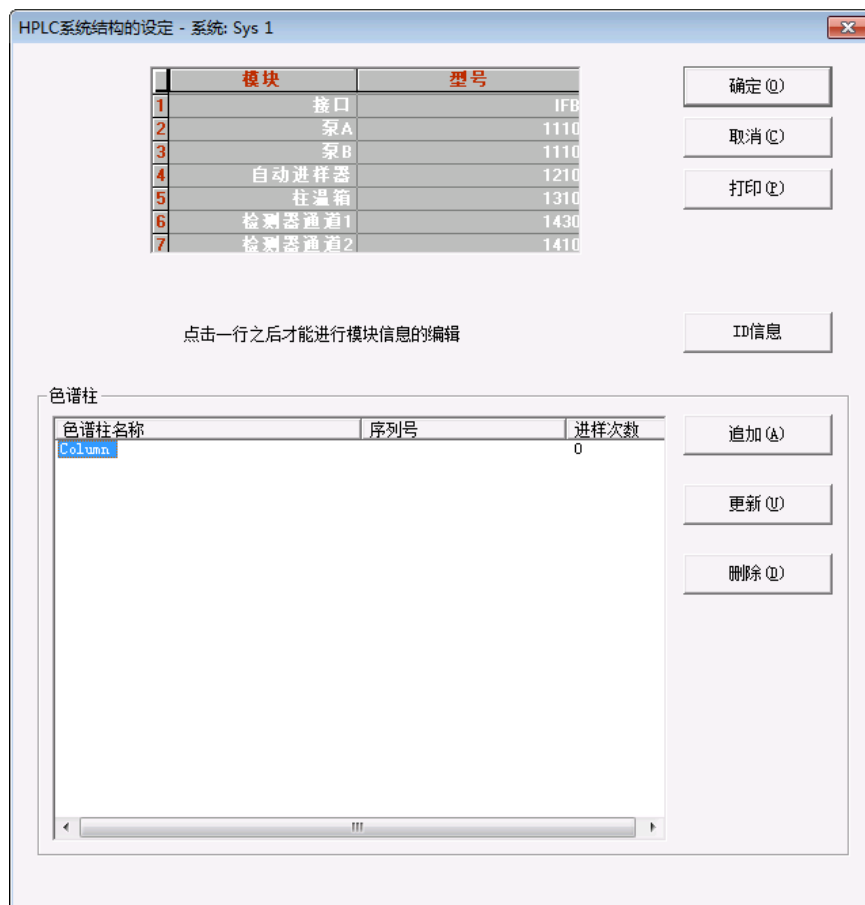 HPLC系统结构的设定 - 系统: Sys 1
模块 型号
1 接口 IFB
2 泵A 1110
3 泵B 1110
4 自动进样器 1210
5 柱温箱 1310
6 检测器通道1 1430
7 检测器通道2 1410
确定(O)
取消(C)
打印(P)
点击一行之后才能进行模块信息的编辑
ID信息
色谱柱
色谱柱名称 序列号 进样次数
Column 0
追加(A)
更新(U)
删除(D)